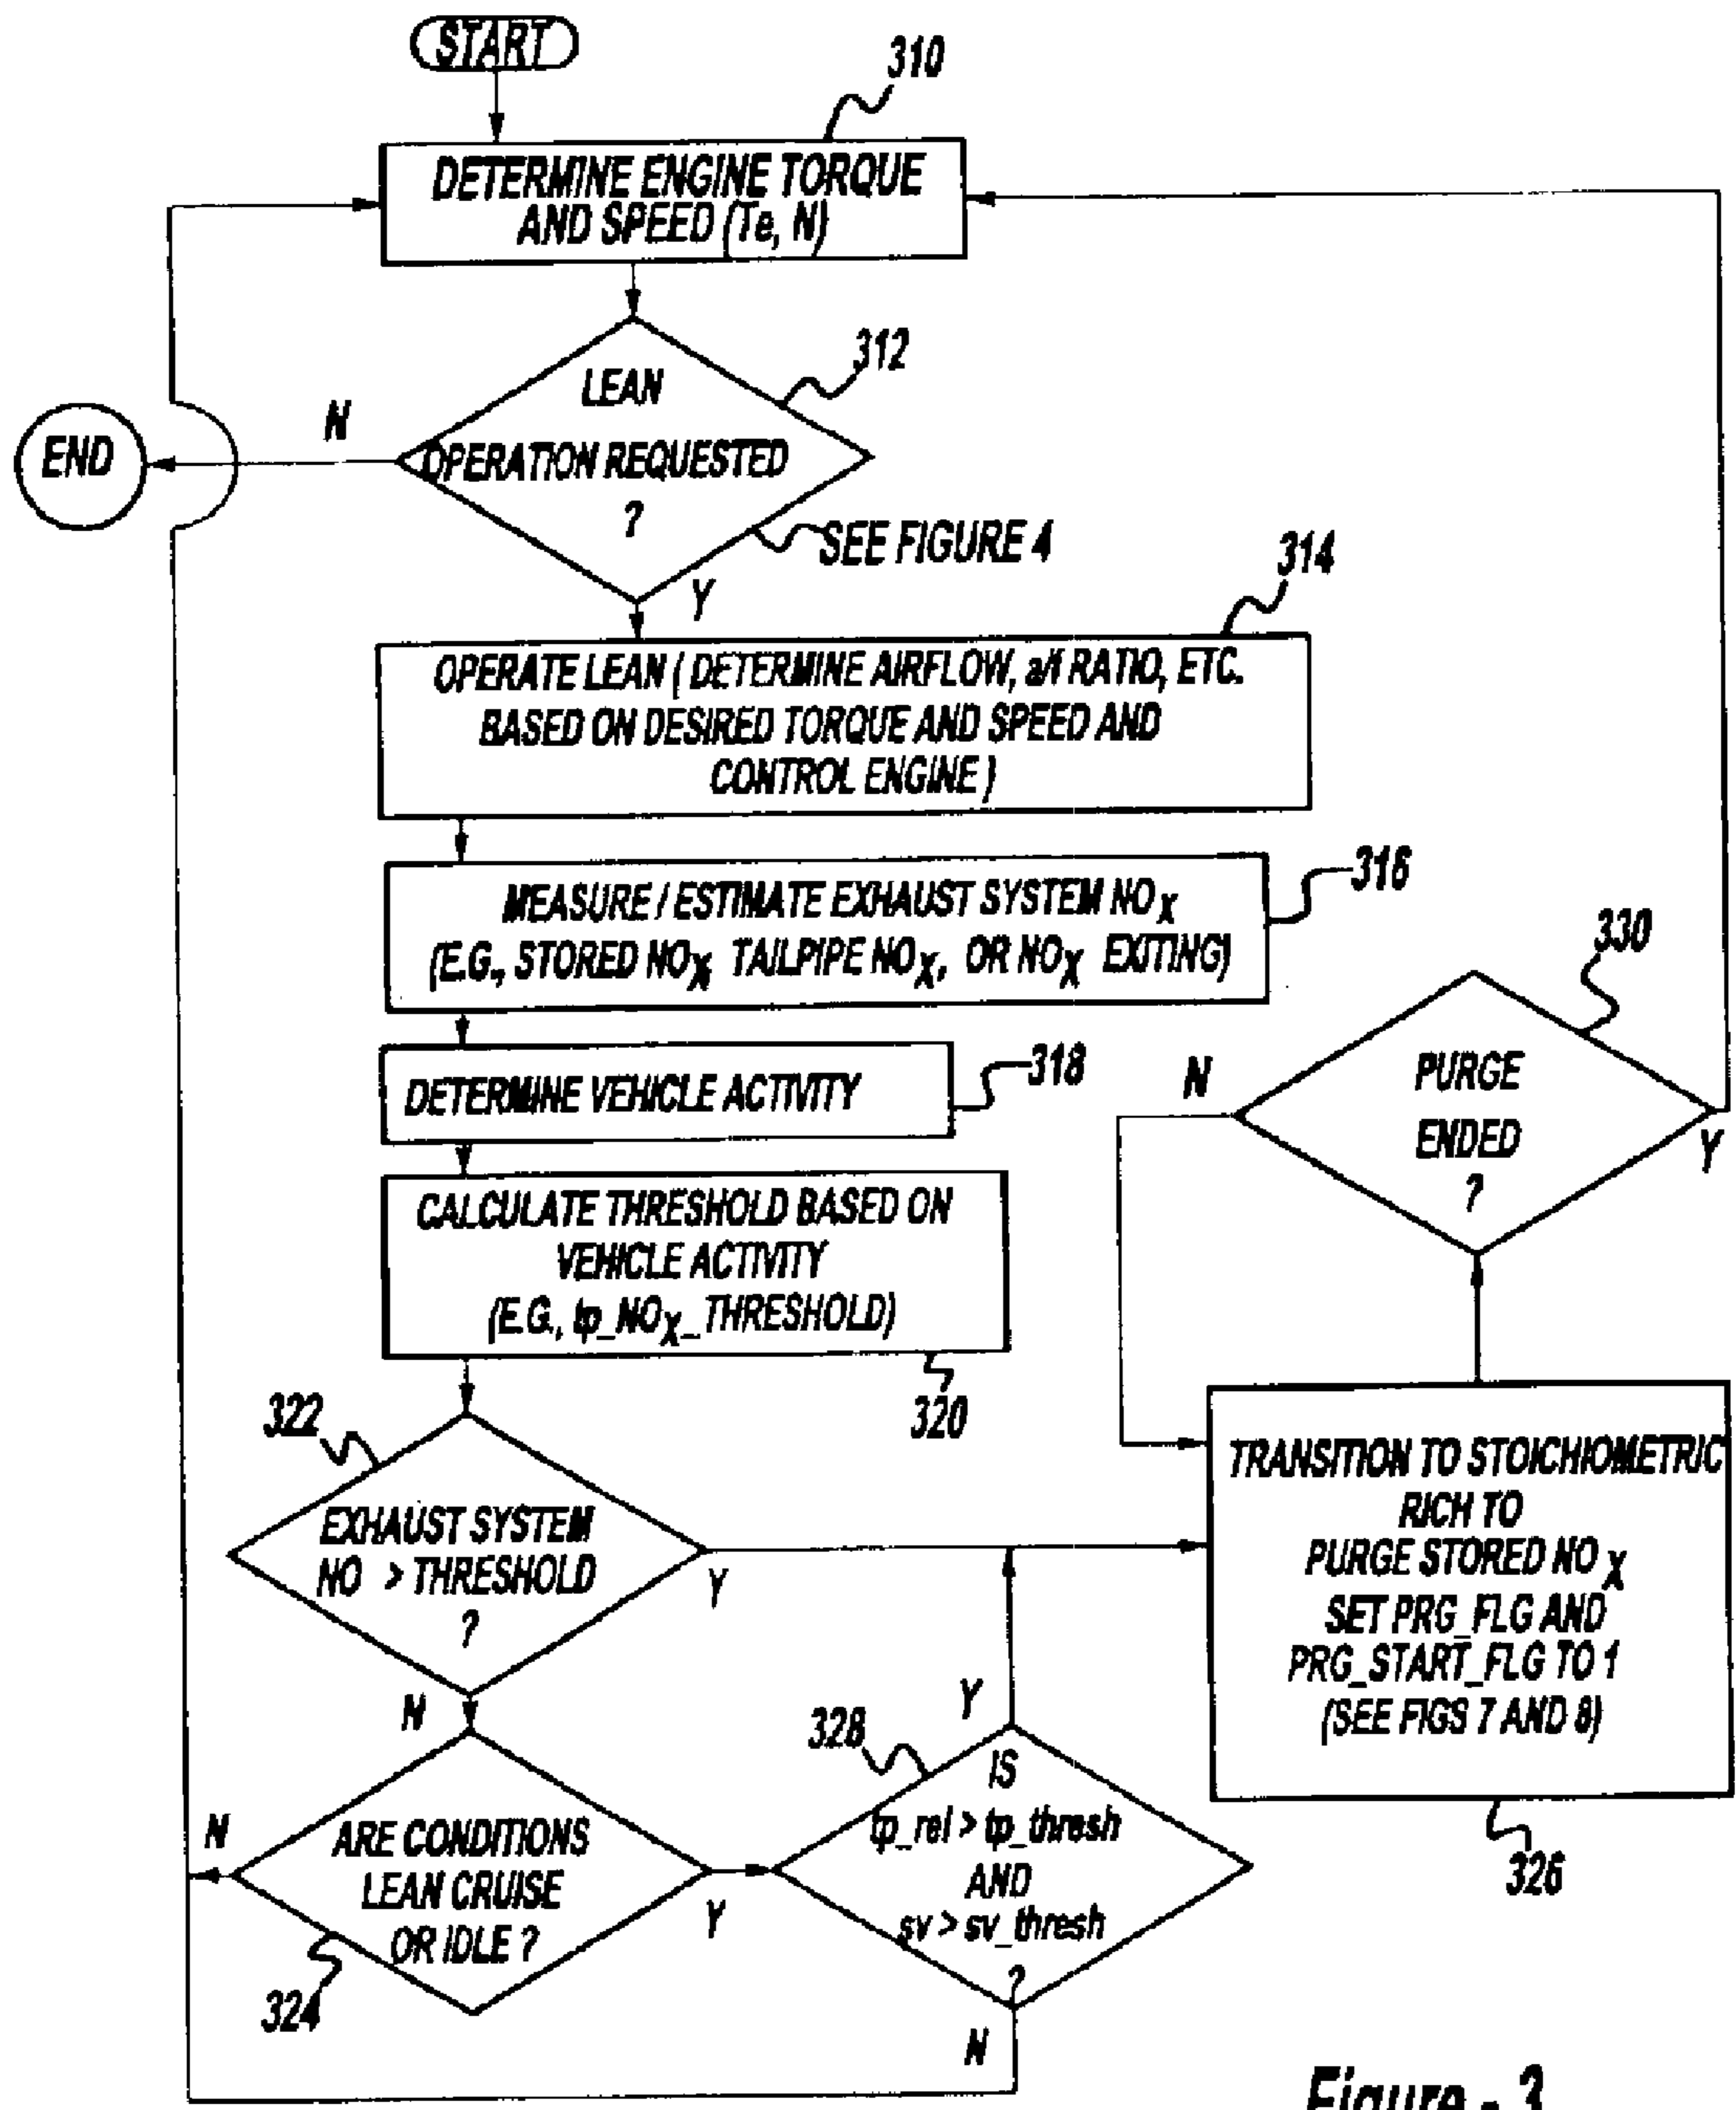 START
310
DETERMINE ENGINE TORQUE
AND SPEED (Te, N)
312
LEAN
OPERATION REQUESTED
?
N
END
SEE FIGURE 4
Y
314
OPERATE LEAN ( DETERMINE AIRFLOW, a/f RATIO, ETC.
BASED ON DESIRED TORQUE AND SPEED AND
CONTROL ENGINE )
316
MEASURE / ESTIMATE EXHAUST SYSTEM NOX
(E.G., STORED NOX, TAILPIPE NOX, OR NOX EXITING)
318
DETERMINE VEHICLE ACTIVITY
CALCULATE THRESHOLD BASED ON
VEHICLE ACTIVITY
(E.G., tp_NOX_THRESHOLD)
320
322
EXHAUST SYSTEM
NO > THRESHOLD
?
Y
N
ARE CONDITIONS
LEAN CRUISE
OR IDLE ?
N
Y
324
328
IS
tp_rel > tp_thresh
AND
sv > sv_thresh
?
Y
N
330
PURGE
ENDED
?
N
Y
TRANSITION TO STOICHIOMETRIC
RICH TO
PURGE STORED NOX
SET PRG_FLG AND
PRG_START_FLG TO 1
(SEE FIGS 7 AND 8)
326
Figure - 3